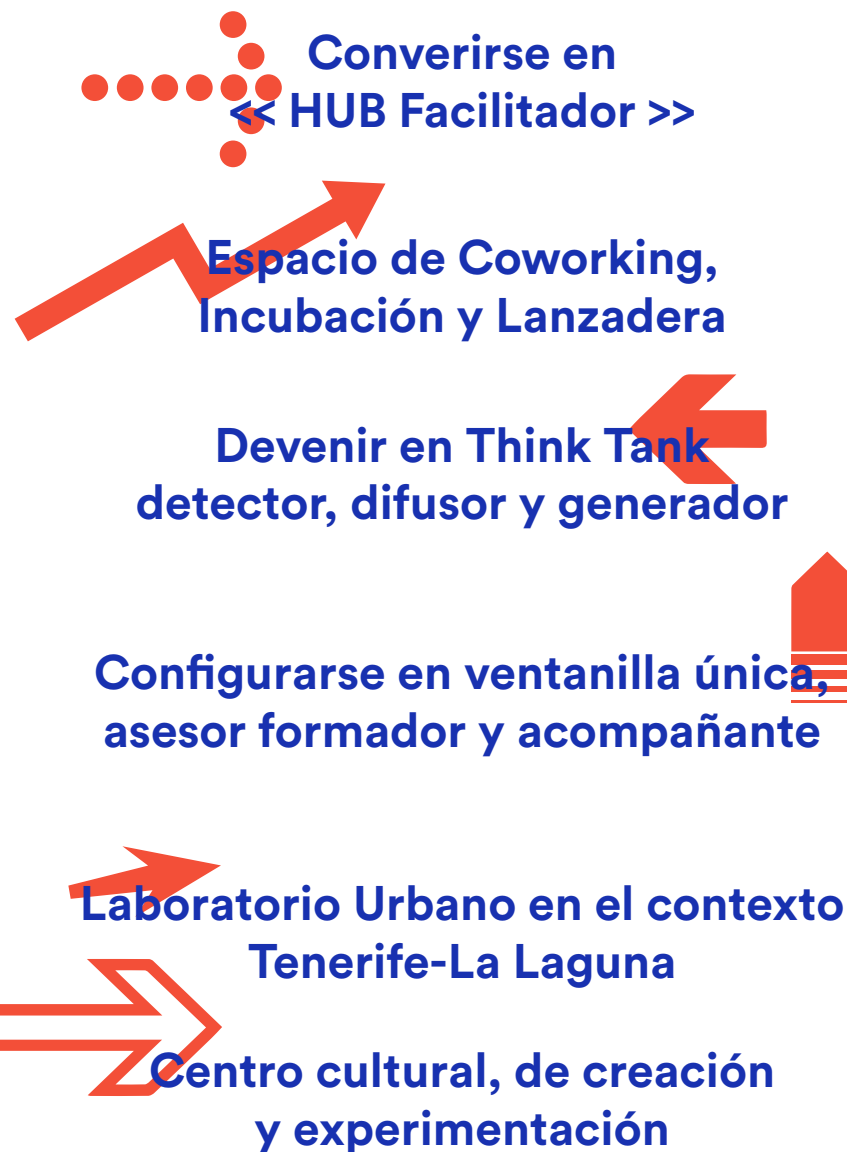 Converirse en
<< HUB Facilitador >>
Espacio de Coworking,
Incubación y Lanzadera
Devenir en Think Tank
detector, difusor y generador
Configurarse en ventanilla única,
asesor formador y acompañante
Laboratorio Urbano en el contexto
Tenerife-La Laguna
Centro cultural, de creación
y experimentación